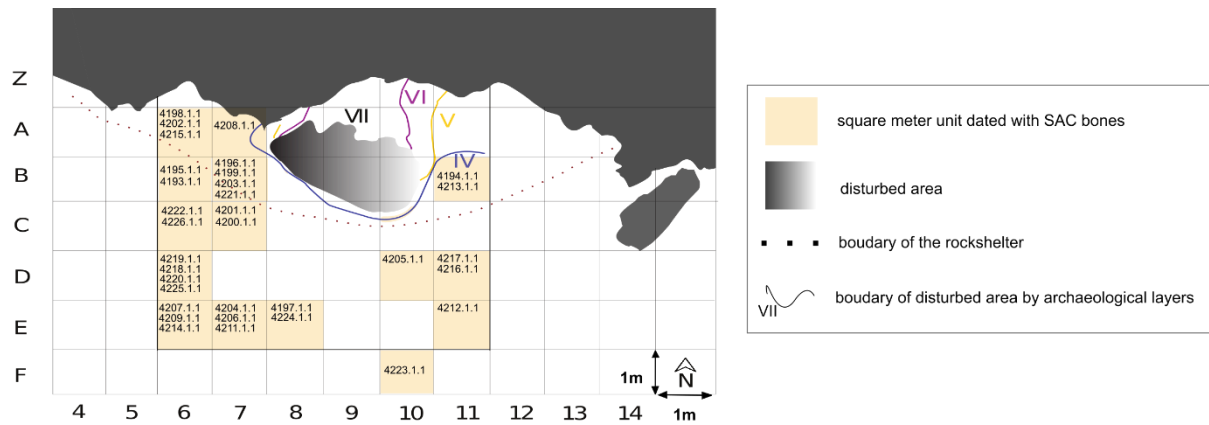 Z
VII
VI
V
A
4198.1.1
4202.1.1
4215.1.1
4208.1.1
IV
B
4195.1.1
4193.1.1
4196.1.1
4199.1.1
4203.1.1
4221.1.1
4194.1.1
4213.1.1
C
4222.1.1
4226.1.1
4201.1.1
4200.1.1
D
4219.1.1
4218.1.1
4220.1.1
4225.1.1
4205.1.1
4217.1.1
4216.1.1
E
4207.1.1
4209.1.1
4214.1.1
4204.1.1
4206.1.1
4211.1.1
4197.1.1
4224.1.1
4212.1.1
F
4223.1.1
1m
N
1m
4 5 6 7 8 9 10 11 12 13 14
square meter unit dated with SAC bones
disturbed area
boudary of the rockshelter
VII
boudary of disturbed area by archaeological layers